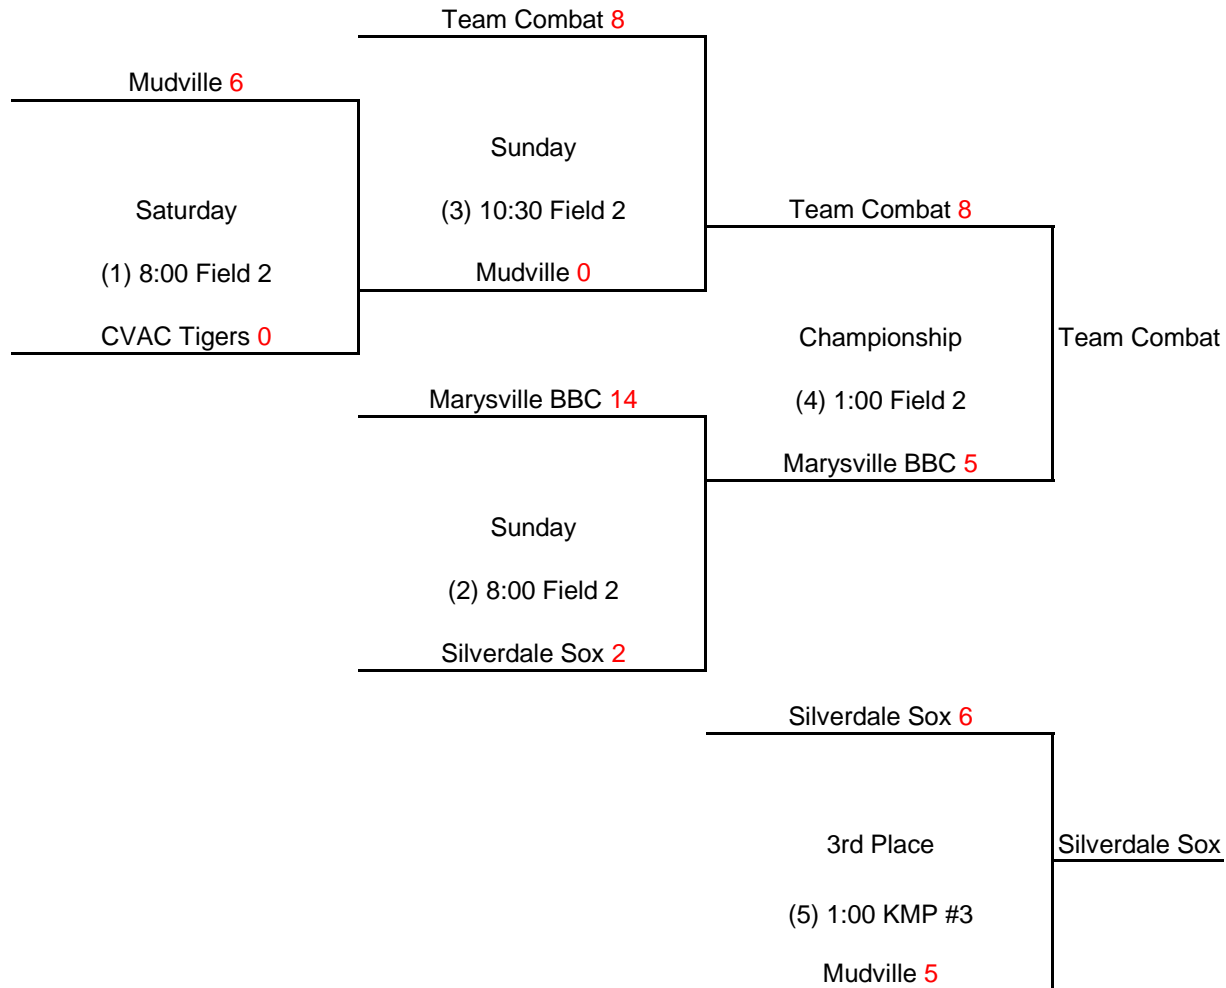 Team Combat 8
Mudville 6
Sunday
Saturday
(3) 10:30 Field 2
Team Combat 8
(1) 8:00 Field 2
Mudville 0
CVAC Tigers 0
Championship
Team Combat
Marysville BBC 14
(4) 1:00 Field 2
Marysville BBC 5
Sunday
(2) 8:00 Field 2
Silverdale Sox 2
Silverdale Sox 6
3rd Place
Silverdale Sox
(5) 1:00 KMP #3
Mudville 5